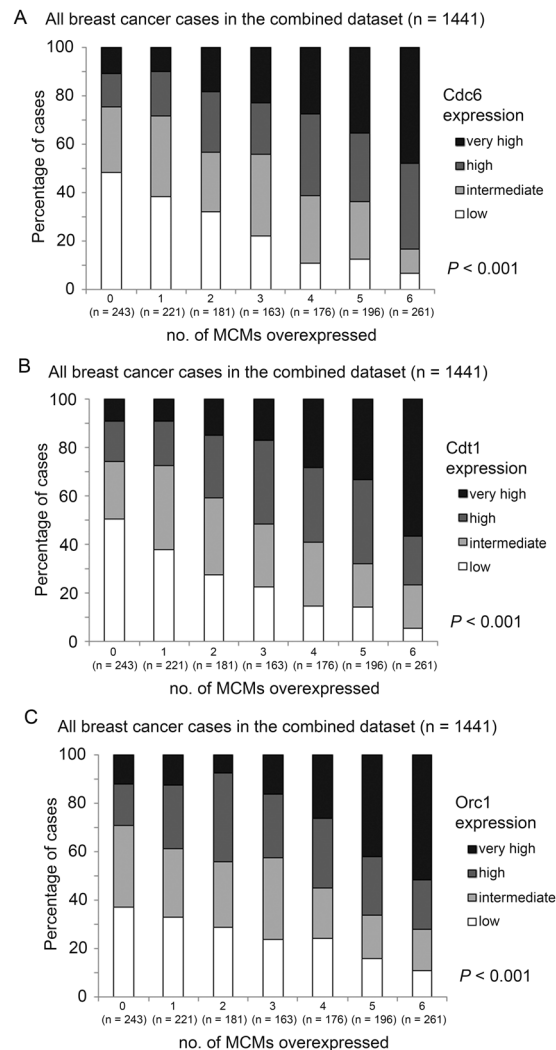 A
All breast cancer cases in the combined dataset (n = 1441)
Percentage of cases
100
80
60
40
20
0
Cdc6
expression
very high
high
intermediate
low
P < 0.001
0 1 2 3 4 5 6
(n = 243) (n = 221) (n = 181) (n = 163) (n = 176) (n = 196) (n = 261)
no. of MCMs overexpressed
B
All breast cancer cases in the combined dataset (n = 1441)
Percentage of cases
100
80
60
40
20
0
Cdt1
expression
very high
high
intermediate
low
P < 0.001
0 1 2 3 4 5 6
(n = 243) (n = 221) (n = 181) (n = 163) (n = 176) (n = 196) (n = 261)
no. of MCMs overexpressed
C
All breast cancer cases in the combined dataset (n = 1441)
Percentage of cases
100
80
60
40
20
0
Orc1
expression
very high
high
intermediate
low
P < 0.001
0 1 2 3 4 5 6
(n = 243) (n = 221) (n = 181) (n = 163) (n = 176) (n = 196) (n = 261)
no. of MCMs overexpressed